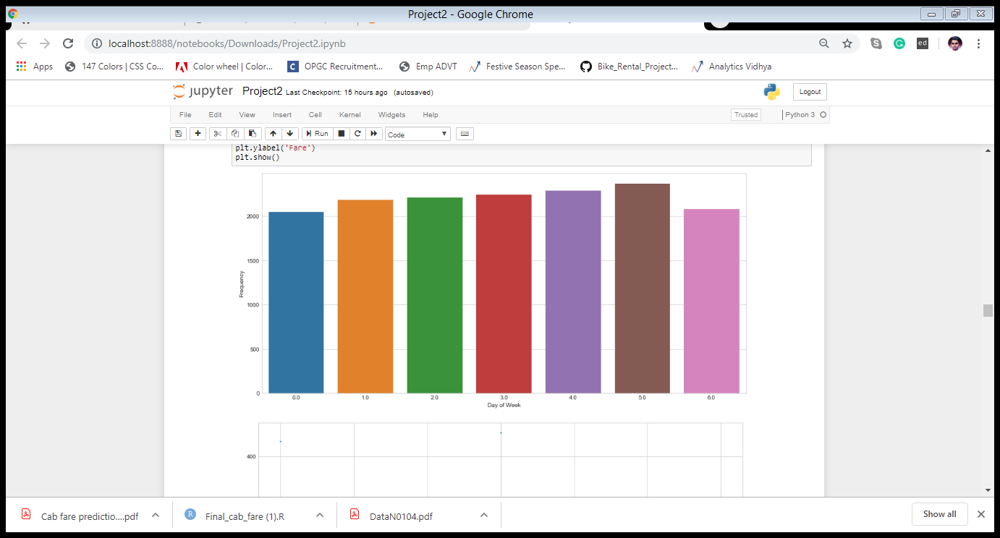 Project2 - Google Chrome
localhost:8888/notebooks/Downloads/Project2.ipynb
ed
Apps 147 Colors | CSS Co... Color wheel | Color... C OPGC Recruitment... Emp ADVT Festive Season Spe... Bike_Rental_Project... Analytics Vidhya
jupyter Project2 Last Checkpoint: 15 hours ago (autosaved) Logout
File Edit View Insert Cell Kernel Widgets Help Trusted Python 3
Run Code
plt.ylabel('Fare')
plt.show()
2000
1500
1000
500
0
Frequency
0.0 1.0 2.0 3.0 4.0 5.0 6.0
Day of Week
400
Cab fare predictio....pdf R Final_cab_fare (1).R DataN0104.pdf Show all